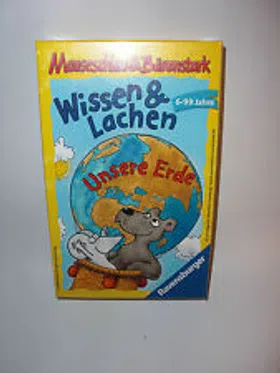 Mauseschlau & Bärenstark
Wissen &
Lachen
6-99 Jahre
Unsere Erde
Ravensburger